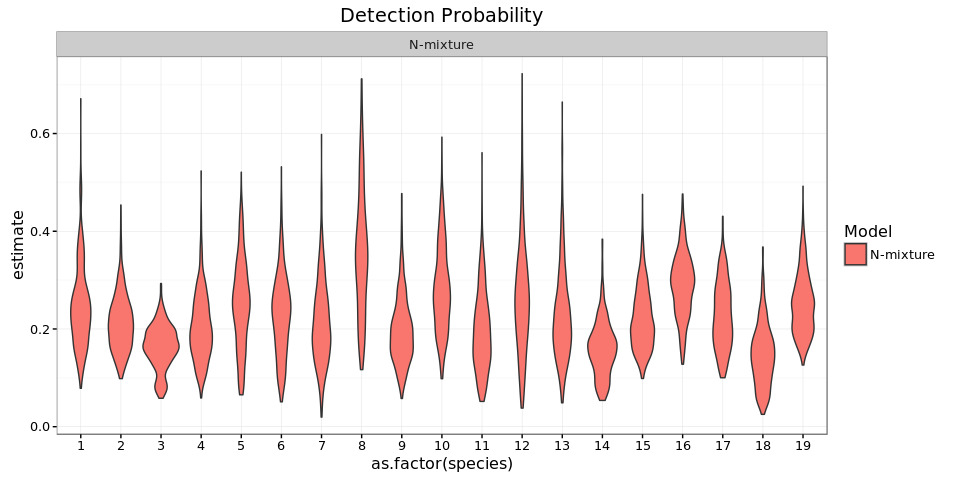 Detection Probability
N-mixture
0.6
0.4
0.2
0.0
estimate
1 2 3 4 5 6 7 8 9 10 11 12 13 14 15 16 17 18 19
as.factor(species)
Model
N-mixture